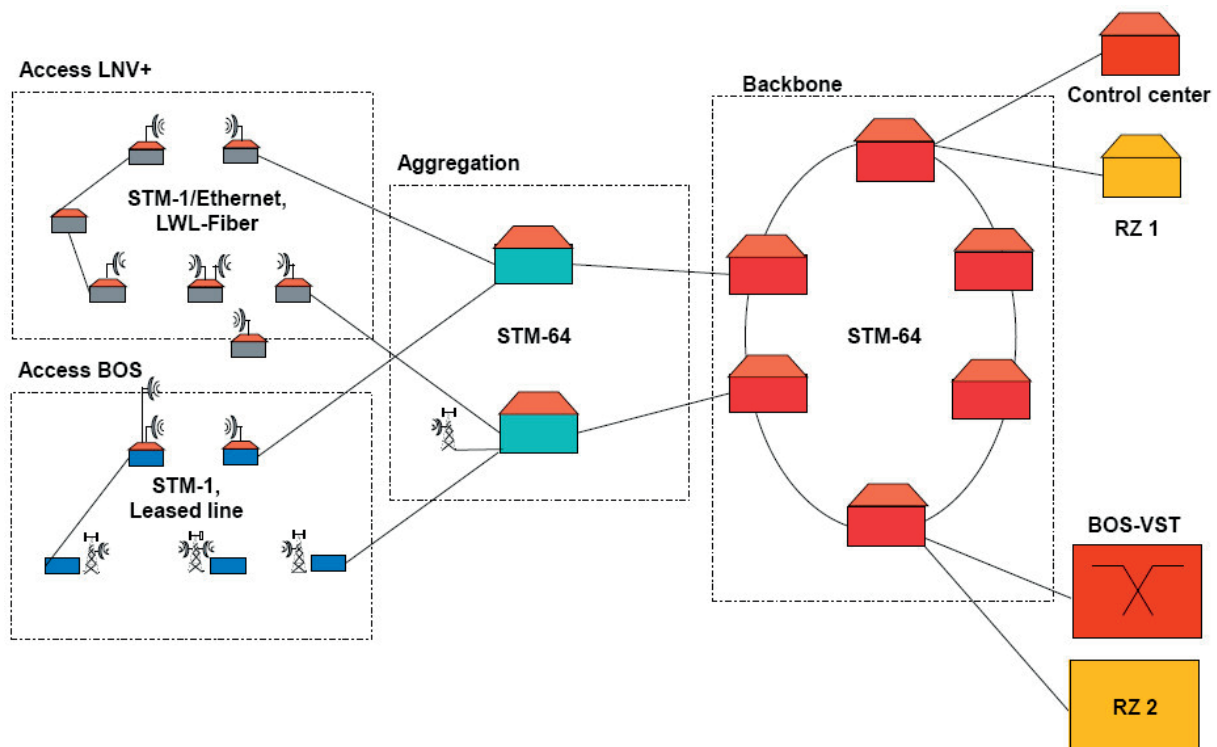 Access LNV+
STM-1/Ethernet,
LWL-Fiber
Access BOS
STM-1,
Leased line
Aggregation
STM-64
Backbone
STM-64
Control center
RZ 1
BOS-VST
RZ 2